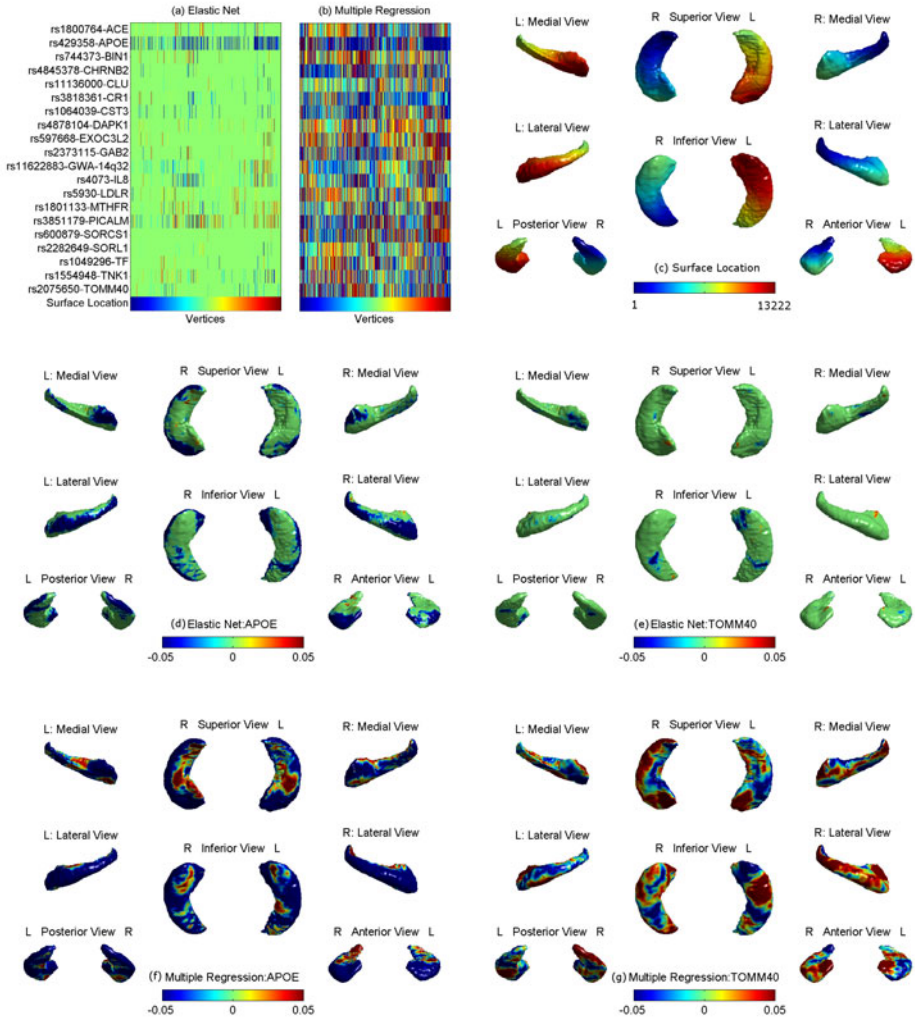 (a) Elastic Net
(b) Multiple Regression
rs1800764-ACE
rs429358-APOE
rs744373-BIN1
rs4845378-CHRNB2
rs11136000-CLU
rs3818361-CR1
rs1064039-CST3
rs4878104-DAPK1
rs597668-EXOC3L2
rs2373115-GAB2
rs11622883-GWA-14q32
rs4073-IL8
rs5930-LDLR
rs1801133-MTHFR
rs3851179-PICALM
rs600879-SORCS1
rs2282649-SORL1
rs1049296-TF
rs1554948-TNK1
rs2075650-TOMM40
Surface Location
Vertices
Vertices
L: Medial View
R Superior View L
R: Medial View
L: Lateral View
R Inferior View L
R: Lateral View
L Posterior View R
R Anterior View L
(c) Surface Location
1 13222
L: Medial View
R Superior View L
R: Medial View
L: Lateral View
R Inferior View L
R: Lateral View
L Posterior View R
R Anterior View L
(d) Elastic Net:APOE
-0.05 0 0.05
L: Medial View
R Superior View L
R: Medial View
L: Lateral View
R Inferior View L
R: Lateral View
L Posterior View R
R Anterior View L
(e) Elastic Net:TOMM40
-0.05 0 0.05
L: Medial View
R Superior View L
R: Medial View
L: Lateral View
R Inferior View L
R: Lateral View
L Posterior View R
R Anterior View L
(f) Multiple Regression:APOE
-0.05 0 0.05
L: Medial View
R Superior View L
R: Medial View
L: Lateral View
R Inferior View L
R: Lateral View
L Posterior View R
R Anterior View L
(g) Multiple Regression:TOMM40
-0.05 0 0.05